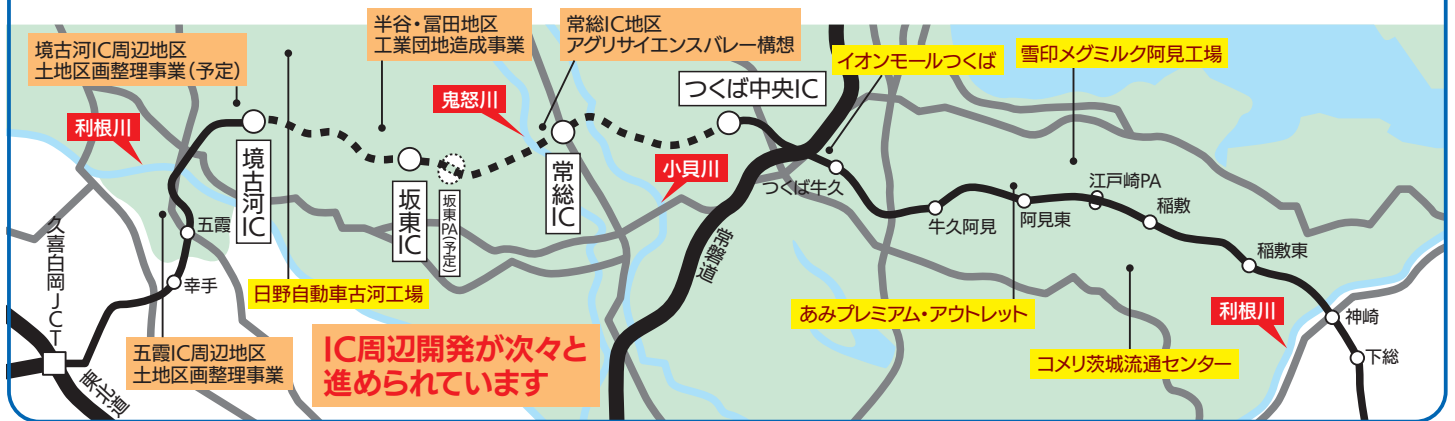 境古河IC周辺地区
土地区画整理事業(予定)
半谷・冨田地区
工業団地造成事業
常総IC地区
アグリサイエンスバレー構想
イオンモールつくば
雪印メグミルク阿見工場
つくば中央IC
鬼怒川
利根川
小貝川
境古河IC
坂東IC
坂東PA(予定)
常総IC
つくば牛久
江戸崎PA
牛久阿見
阿見東
稲敷
稲敷東
五霞
幸手
久喜白岡JCT
常磐道
日野自動車古河工場
あみプレミアム・アウトレット
利根川
神崎
下総
コメリ茨城流通センター
五霞IC周辺地区
土地区画整理事業
東北道
IC周辺開発が次々と
進められています